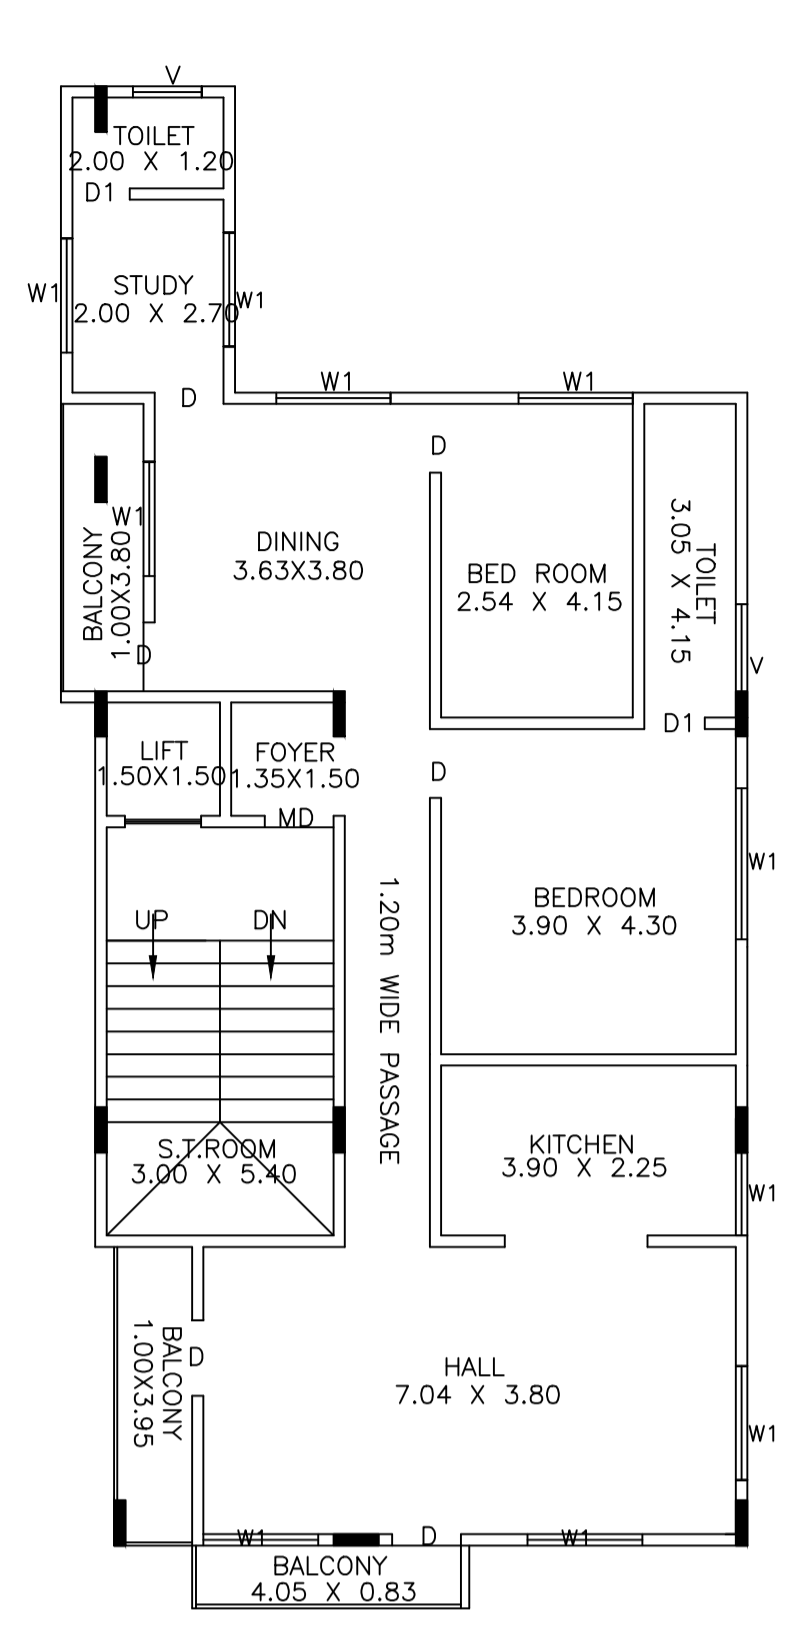 V
TOILET
2.00 X 1.20
D1
STUDY
W1
2.00 X 2.70
W1
D
W1
W1
D
W1
BALCONY
1.00X3.80
D
DINING
3.63X3.80
BED ROOM
2.54 X 4.15
TOILET
3.05 X 4.15
V
D1
LIFT
1.50X1.50
FOYER
1.35X1.50
D
MD
W1
UP
DN
BEDROOM
3.90 X 4.30
1.20m WIDE PASSAGE
S.T.ROOM
3.00 X 5.40
KITCHEN
3.90 X 2.25
W1
BALCONY
1.00X3.95
D
HALL
7.04 X 3.80
W1
W1
D
W1
BALCONY
4.05 X 0.83